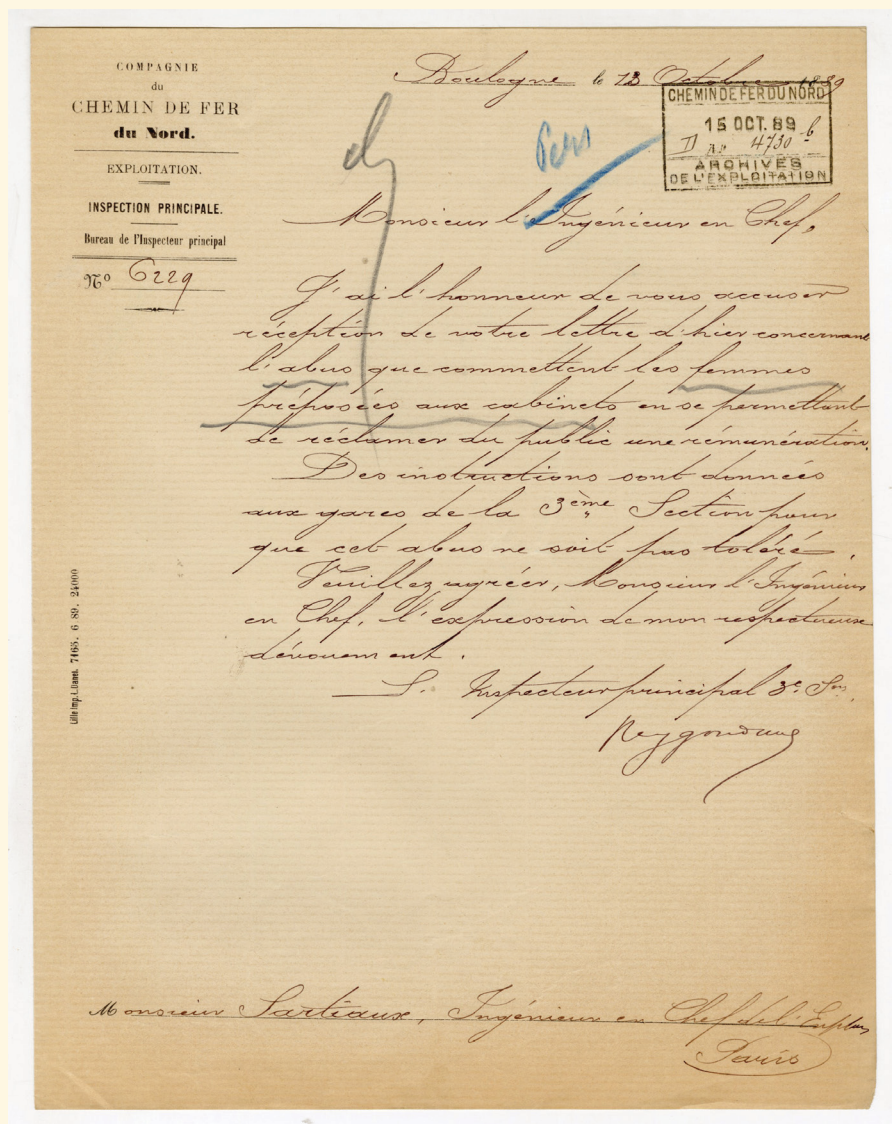 COMPAGNIE
du
CHEMIN DE FER
du Nord.
EXPLOITATION.
INSPECTION PRINCIPALE.
Bureau de l'Inspecteur principal
N° 6229
Boulogne le 13 Octobre 1889
CHEMIN DE FER DU NORD
15 OCT. 89
4730
ARCHIVES
DE L'EXPLOITATION
Monsieur l'Ingénieur en Chef,
J'ai l'honneur de vous accuser
réception de votre lettre d'hier concernant
l'abus que commettent les femmes
préposées aux cabinets en se permettant
de réclamer du public une rémunération.
Des instructions sont données
aux gares de la 3ème Section pour
que cet abus ne soit pas toléré.
Veuillez agréer, Monsieur l'Ingénieur
en Chef, l'expression de mon respectueux
dévouement.
L. Inspecteur principal 3e Son
Monsieur Sartiaux, Ingénieur en Chef de l'Explon
Paris
Lille Imp. L. Danel. 7465. 6 89. 24000